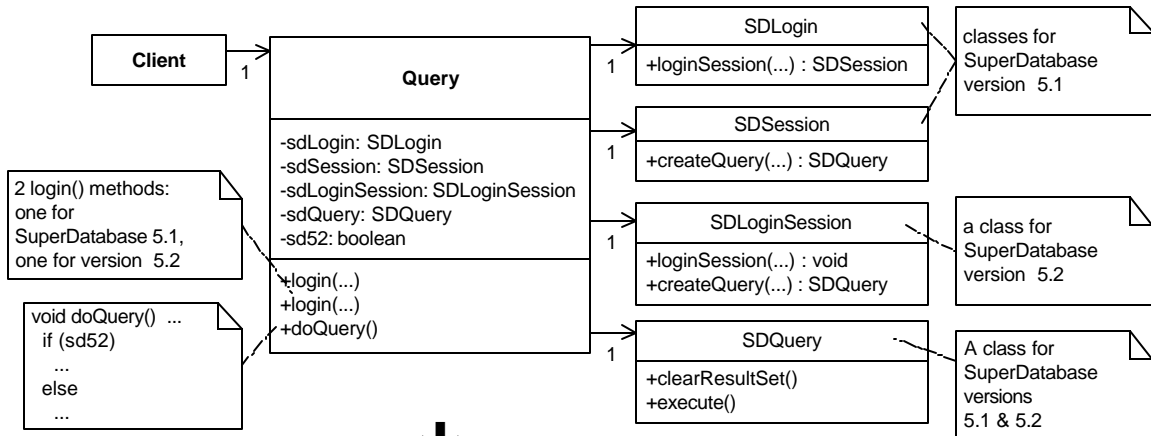 Client
1
Query
-sdLogin: SDLogin
-sdSession: SDSession
-sdLoginSession: SDLoginSession
-sdQuery: SDQuery
-sd52: boolean
+login(...)
+login(...)
+doQuery()
2 login() methods:
one for
SuperDatabase 5.1,
one for version 5.2
void doQuery() ...
if (sd52)
...
else
...
1
SDLogin
+loginSession(...) : SDSession
1
SDSession
+createQuery(...) : SDQuery
classes for
SuperDatabase
version 5.1
1
SDLoginSession
+loginSession(...) : void
+createQuery(...) : SDQuery
a class for
SuperDatabase
version 5.2
1
SDQuery
+clearResultSet()
+execute()
A class for
SuperDatabase
versions
5.1 & 5.2